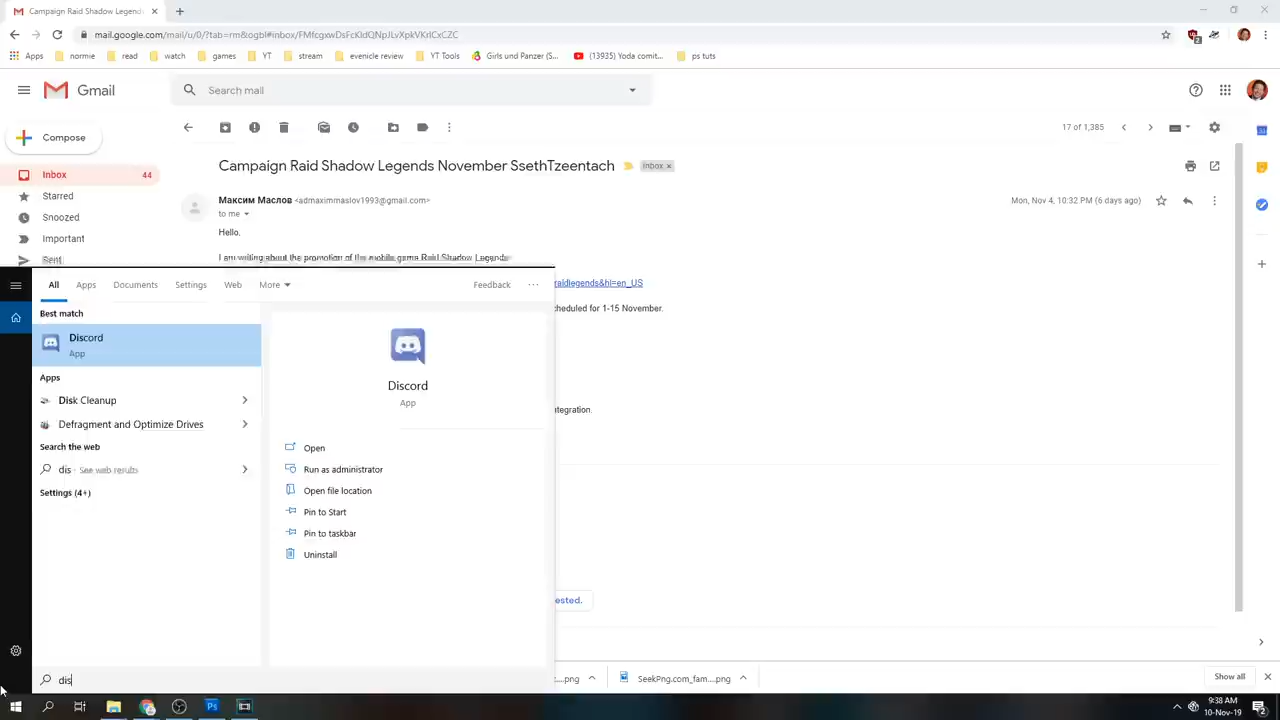 Campaign Raid Shadow Legend
mail.google.com/mail/u/0/?tab=rm&ogbl#inbox/FMfcgxwDsFcKldQNpJLvXpkVKrlCxCZC
Apps
normie
read
watch
games
YT
stream
evenicle review
YT Tools
Girls und Panzer (S...
(13935) Yoda comit...
ps tuts
Gmail
Search mail
Compose
17 of 1,385
Campaign Raid Shadow Legends November SsethTzeentach
Inbox ×
Inbox
44
Starred
Snoozed
Important
Sent
Максим Маслов <admaximmaslov1993@gmail.com>
Mon, Nov 4, 10:32 PM (6 days ago)
to me
Hello.
I am writing about the promotion of the mobile game Raid Shadow Legends
raidlegends&hl=en_US
cheduled for 1-15 November.
ntegration.
ested.
All
Apps
Documents
Settings
Web
More
Feedback
Best match
Discord
App
Apps
Disk Cleanup
Defragment and Optimize Drives
Search the web
dis - See web results
Settings (4+)
Discord
App
Open
Run as administrator
Open file location
Pin to Start
Pin to taskbar
Uninstall
dis
....png
SeekPng.com_fam....png
Show all
9:38 AM
10-Nov-19
2